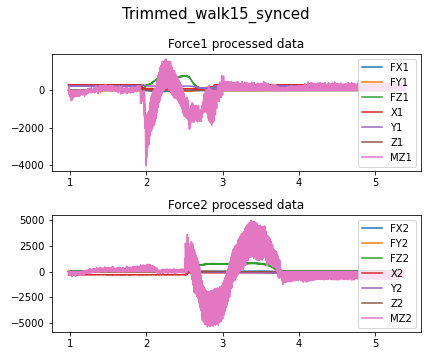 Trimmed_walk15_synced
Force1 processed data
0
−2000
−4000
1
2
3
4
5
FX1
FY1
FZ1
X1
Y1
Z1
MZ1
Force2 processed data
5000
2500
0
−2500
−5000
1
2
3
4
5
FX2
FY2
FZ2
X2
Y2
Z2
MZ2